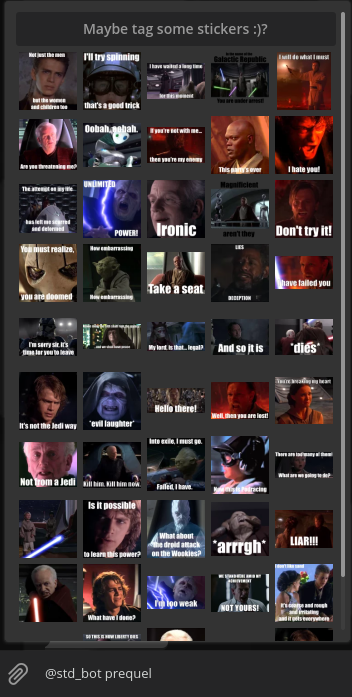 Maybe tag some stickers :)?
Not just the men
but the women
and children too
I'll try spinning
that's a good trick
I have waited a long time
for this moment
Galactic Republic
You are under arrest
I will do what I must
Are you threatening me?
Oobah, oobah.
If you're not with me...
then you're my enemy
This party's over
I hate you!
The attempt on my life
has left me scarred
and deformed
UNLIMITED
POWER!
Ironic
Magnificent
aren't they
Don't try it!
You must realize,
you are doomed
How embarrassing
How embarrassing
Take a seat
LIES
DECEPTION
I have failed you
I'm sorry sir, it's
time for you to leave
My lord, is that... legal?
And so it is
*dies*
It's not the Jedi way
*evil laughter*
Hello there!
Well, then you are lost!
You're breaking my heart
Not from a Jedi
Kill him. Kill him now.
Into exile, I must go.
Failed, I have.
Now this is Podracing
There are too many of them!
What are we going to do?
Is it possible
to learn this power?
What about
the droid attack
on the Wookies?
*arrrgh*
LIAR!!!
What have I done?
I'm too weak
NOT YOURS!
I don't like sand
It's coarse and rough
and irritating
and it gets everywhere
SO THIS IS HOW LIBERTY DIES
@std_bot prequel